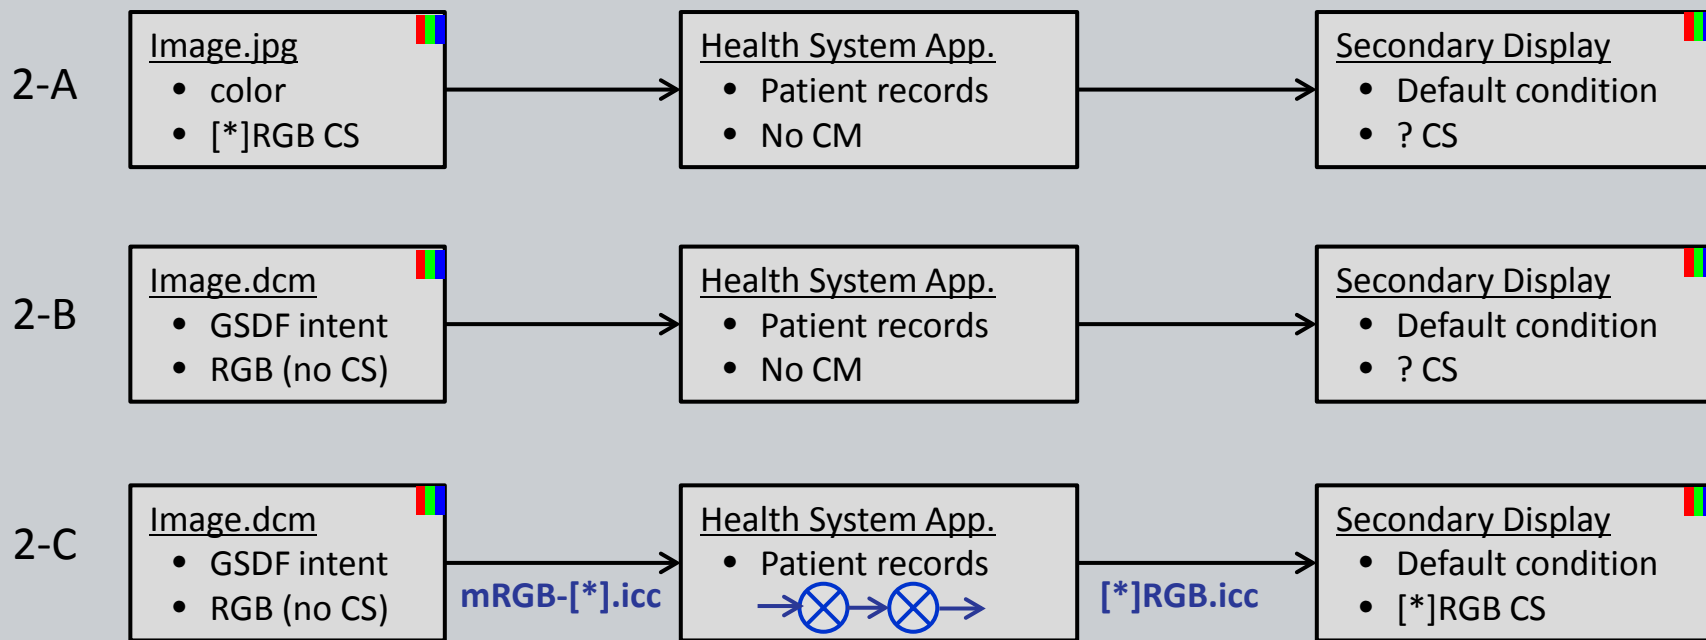 2-A
Image.jpg
• color
• [*]RGB CS
Health System App.
• Patient records
• No CM
Secondary Display
• Default condition
• ? CS
2-B
Image.dcm
• GSDF intent
• RGB (no CS)
Health System App.
• Patient records
• No CM
Secondary Display
• Default condition
• ? CS
2-C
Image.dcm
• GSDF intent
• RGB (no CS)
mRGB-[*].icc
Health System App.
• Patient records
[*]RGB.icc
Secondary Display
• Default condition
• [*]RGB CS